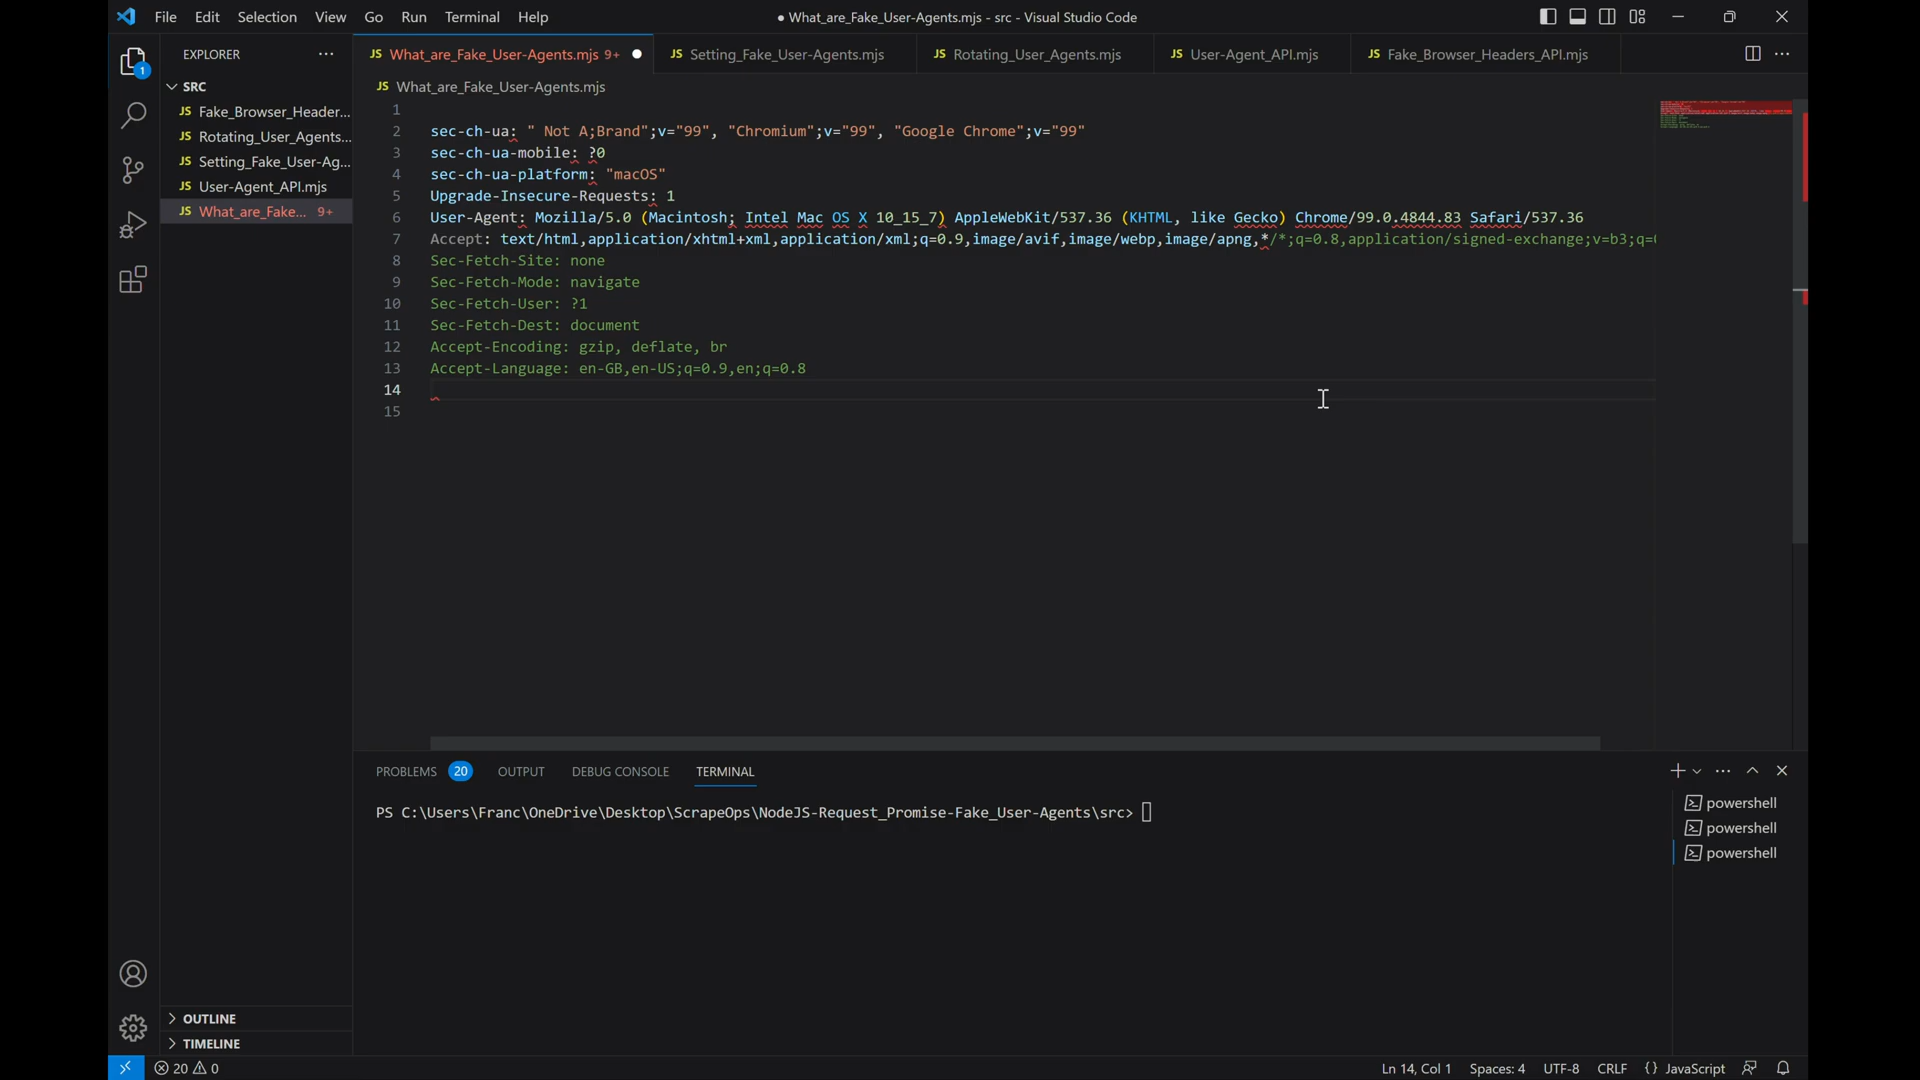 File Edit Selection View Go Run Terminal Help
● What_are_Fake_User-Agents.mjs - src - Visual Studio Code
EXPLORER
JS What_are_Fake_User-Agents.mjs 9+
JS Setting_Fake_User-Agents.mjs
JS Rotating_User_Agents.mjs
JS User-Agent_API.mjs
JS Fake_Browser_Headers_API.mjs
1
SRC
JS Fake_Browser_Header...
JS Rotating_User_Agents...
JS Setting_Fake_User-Ag...
JS User-Agent_API.mjs
JS What_are_Fake... 9+
JS What_are_Fake_User-Agents.mjs
1
2 sec-ch-ua: " Not A;Brand";v="99", "Chromium";v="99", "Google Chrome";v="99"
3 sec-ch-ua-mobile: ?0
4 sec-ch-ua-platform: "macOS"
5 Upgrade-Insecure-Requests: 1
6 User-Agent: Mozilla/5.0 (Macintosh; Intel Mac OS X 10_15_7) AppleWebKit/537.36 (KHTML, like Gecko) Chrome/99.0.4844.83 Safari/537.36
7 Accept: text/html,application/xhtml+xml,application/xml;q=0.9,image/avif,image/webp,image/apng,*/*;q=0.8,application/signed-exchange;v=b3;q=
8 Sec-Fetch-Site: none
9 Sec-Fetch-Mode: navigate
10 Sec-Fetch-User: ?1
11 Sec-Fetch-Dest: document
12 Accept-Encoding: gzip, deflate, br
13 Accept-Language: en-GB,en-US;q=0.9,en;q=0.8
14
15
PROBLEMS 20 OUTPUT DEBUG CONSOLE TERMINAL
PS C:\Users\Franc\OneDrive\Desktop\ScrapeOps\NodeJS-Request_Promise-Fake_User-Agents\src>
powershell
powershell
powershell
OUTLINE
TIMELINE
20 0
Ln 14, Col 1 Spaces: 4 UTF-8 CRLF {} JavaScript